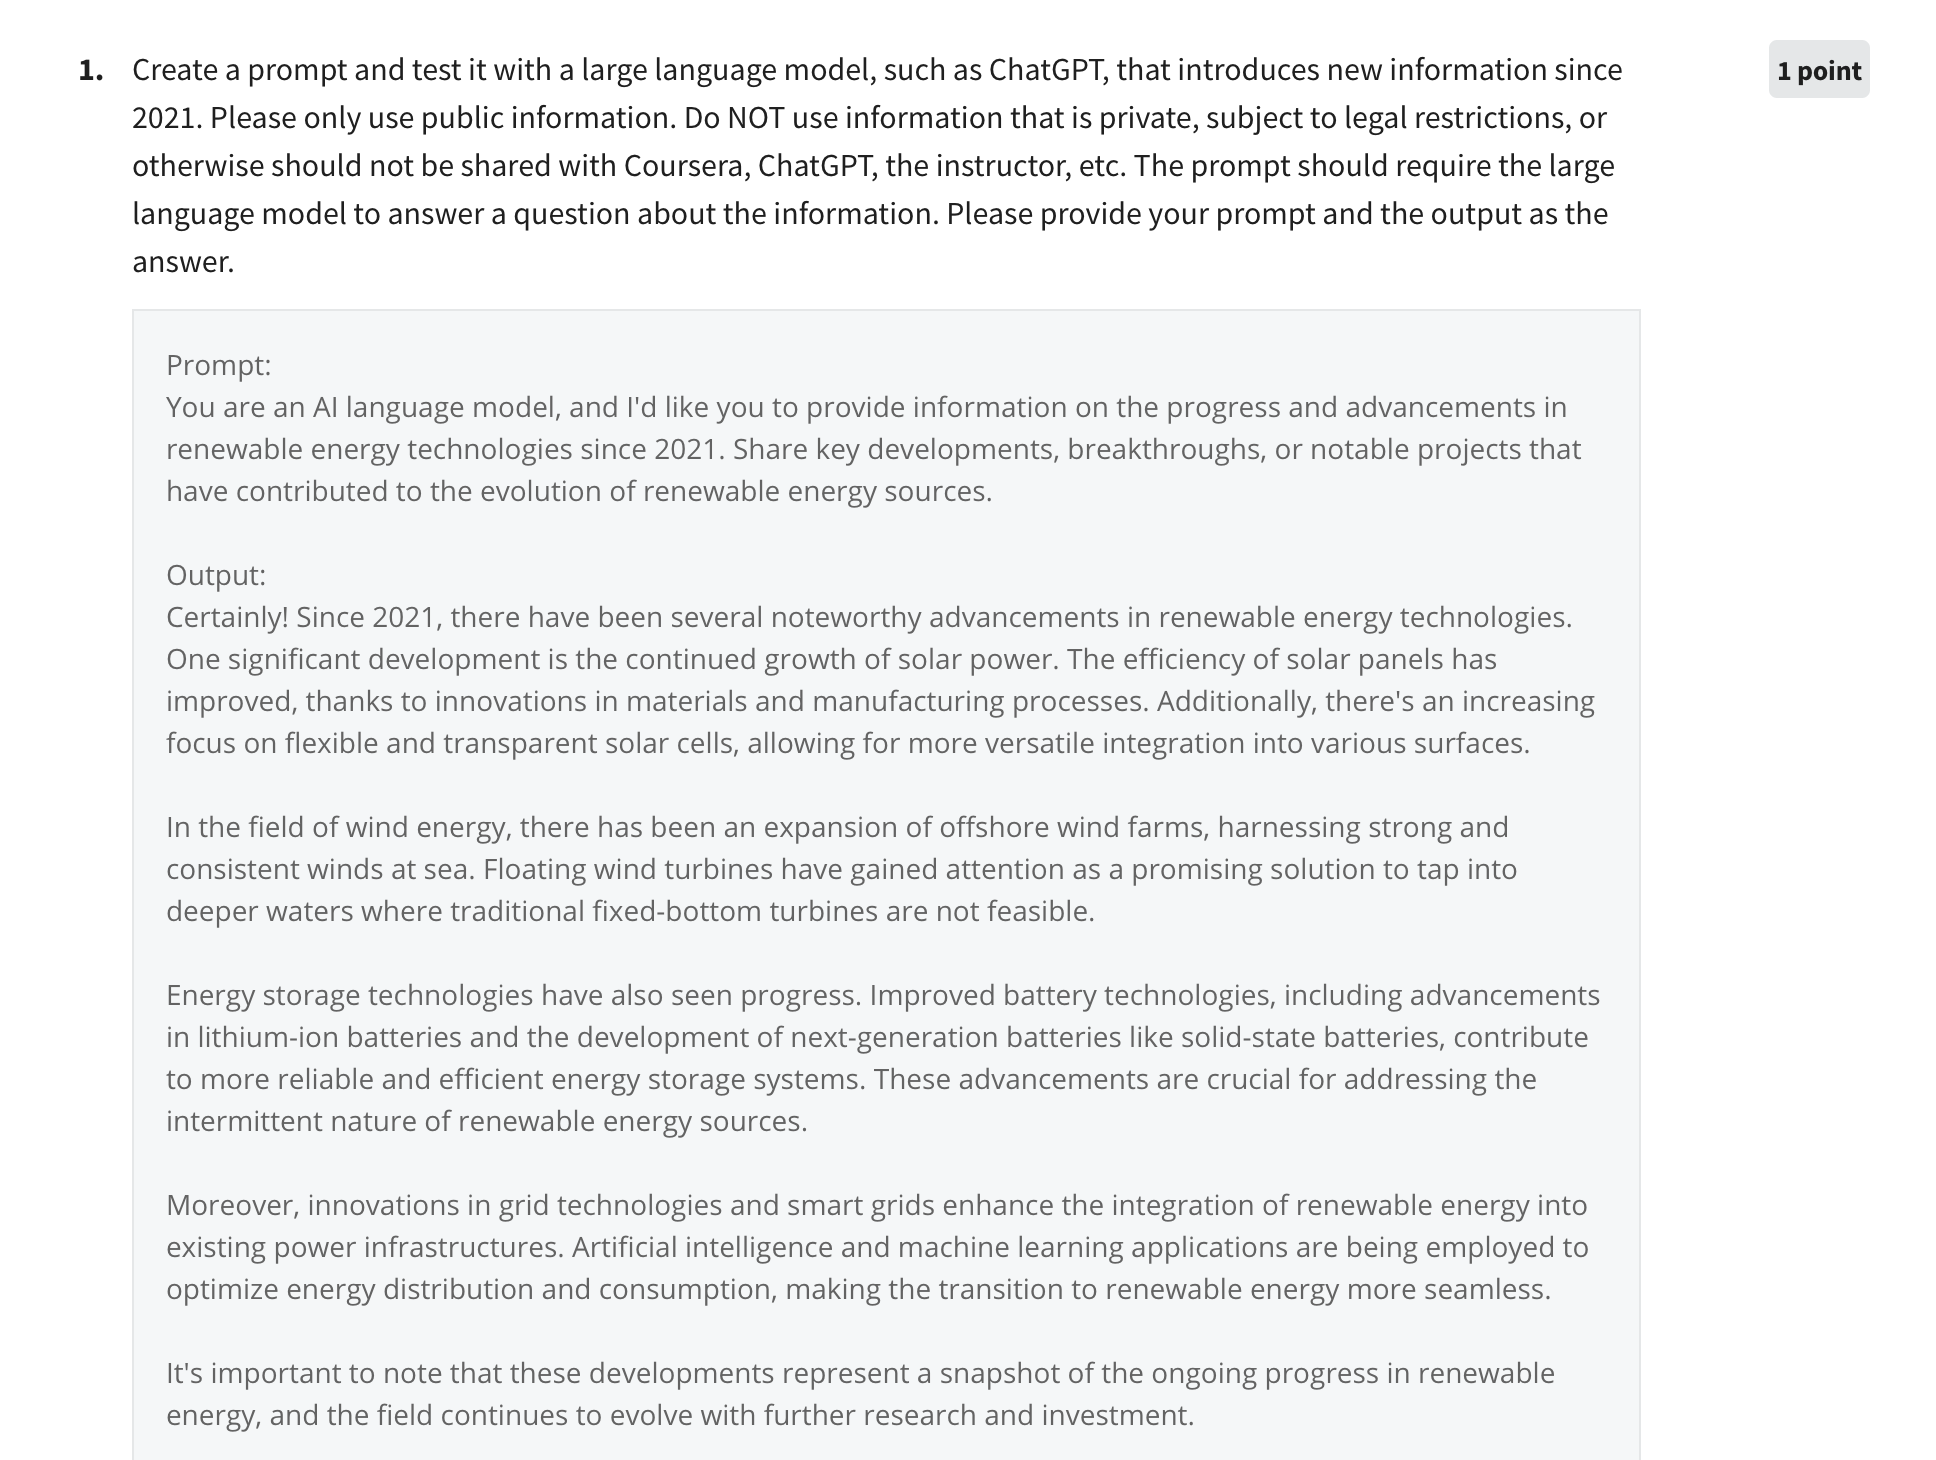 1. Create a prompt and test it with a large language model, such as ChatGPT, that introduces new information since
1 point
2021. Please only use public information. Do NOT use information that is private, subject to legal restrictions, or
otherwise should not be shared with Coursera, ChatGPT, the instructor, etc. The prompt should require the large
language model to answer a question about the information. Please provide your prompt and the output as the
answer.
Prompt:
You are an AI language model, and I'd like you to provide information on the progress and advancements in
renewable energy technologies since 2021. Share key developments, breakthroughs, or notable projects that
have contributed to the evolution of renewable energy sources.
Output:
Certainly! Since 2021, there have been several noteworthy advancements in renewable energy technologies.
One significant development is the continued growth of solar power. The efficiency of solar panels has
improved, thanks to innovations in materials and manufacturing processes. Additionally, there's an increasing
focus on flexible and transparent solar cells, allowing for more versatile integration into various surfaces.
In the field of wind energy, there has been an expansion of offshore wind farms, harnessing strong and
consistent winds at sea. Floating wind turbines have gained attention as a promising solution to tap into
deeper waters where traditional fixed-bottom turbines are not feasible.
Energy storage technologies have also seen progress. Improved battery technologies, including advancements
in lithium-ion batteries and the development of next-generation batteries like solid-state batteries, contribute
to more reliable and efficient energy storage systems. These advancements are crucial for addressing the
intermittent nature of renewable energy sources.
Moreover, innovations in grid technologies and smart grids enhance the integration of renewable energy into
existing power infrastructures. Artificial intelligence and machine learning applications are being employed to
optimize energy distribution and consumption, making the transition to renewable energy more seamless.
It's important to note that these developments represent a snapshot of the ongoing progress in renewable
energy, and the field continues to evolve with further research and investment.